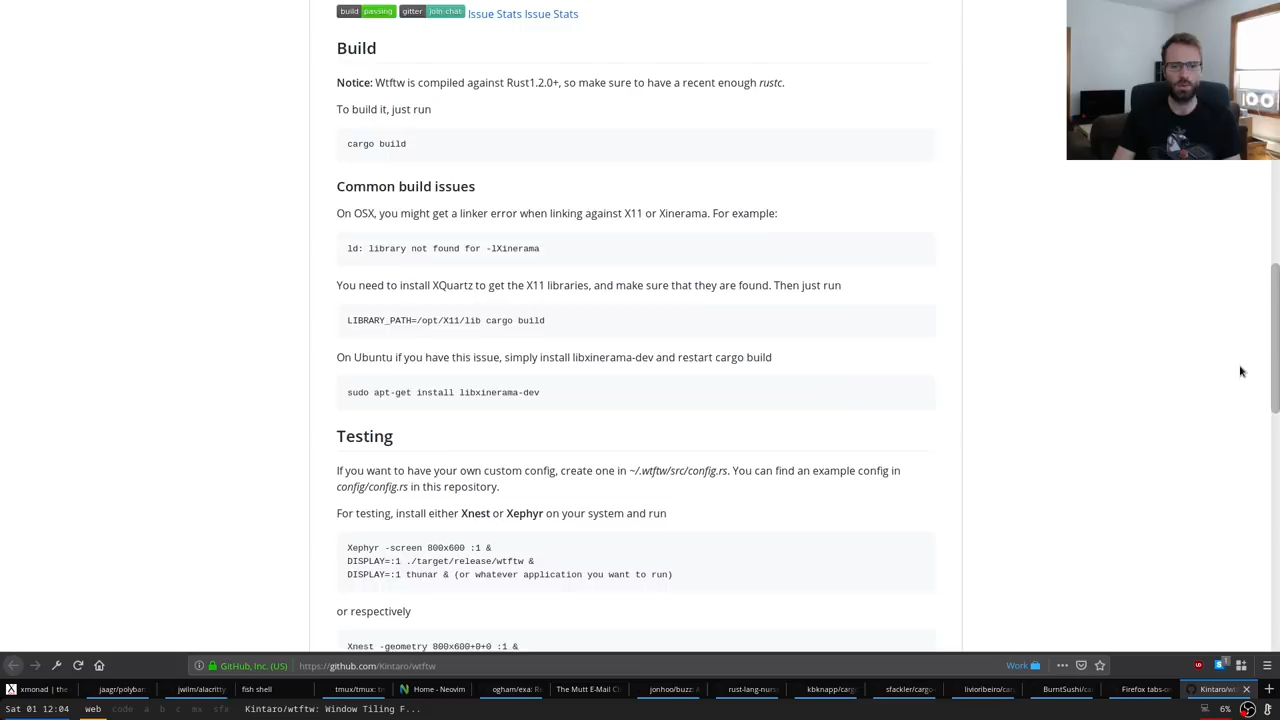 build passing gitter join chat Issue Stats Issue Stats
Build
Notice: Wtftw is compiled against Rust1.2.0+, so make sure to have a recent enough rustc.
To build it, just run
cargo build
Common build issues
On OSX, you might get a linker error when linking against X11 or Xinerama. For example:
ld: library not found for -lXinerama
You need to install XQuartz to get the X11 libraries, and make sure that they are found. Then just run
LIBRARY_PATH=/opt/X11/lib cargo build
On Ubuntu if you have this issue, simply install libxinerama-dev and restart cargo build
sudo apt-get install libxinerama-dev
Testing
If you want to have your own custom config, create one in ~/.wtftw/src/config.rs. You can find an example config in
config/config.rs in this repository.
For testing, install either Xnest or Xephyr on your system and run
Xephyr -screen 800x600 :1 &
DISPLAY=:1 ./target/release/wtftw &
DISPLAY=:1 thunar & (or whatever application you want to run)
or respectively
Xnest -geometry 800x600+0+0 :1 &
GitHub, Inc. (US) https://github.com/Kintaro/wtftw Work
xmonad | the jaagr/polybar jwilm/alacritty fish shell tmux/tmux: t Home - Neovim ogham/exa: R The Mutt E-Mail Cl jonhoo/buzz: A rust-lang-nurs kbknapp/carg sfackler/cargo livioribeiro/car BurntSushi/car Firefox tabs-o Kintaro/wt
Sat 01 12:04 web code a b c mx sfx Kintaro/wtftw: Window Tiling F... 6%